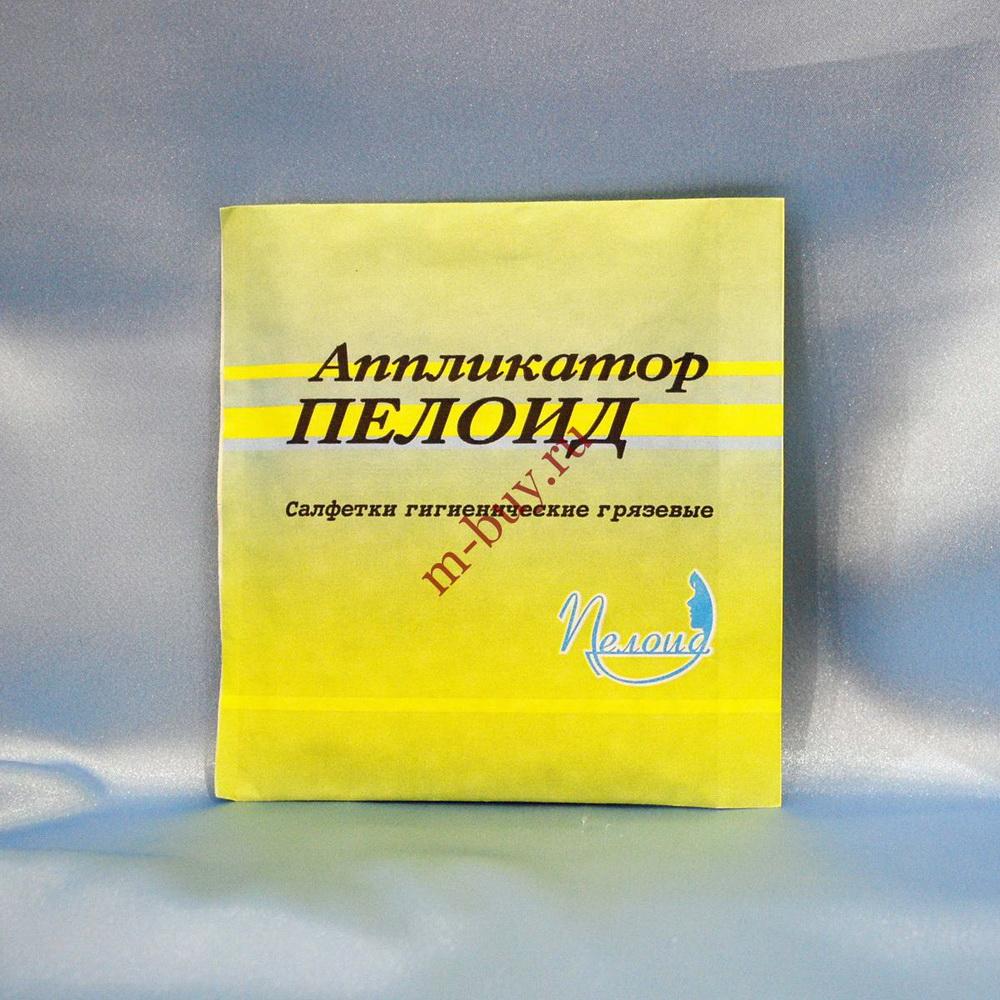 Аппликатор
ПЕЛОИД
Салфетки гигиенические грязевые
m-buy.ru
Пелоид